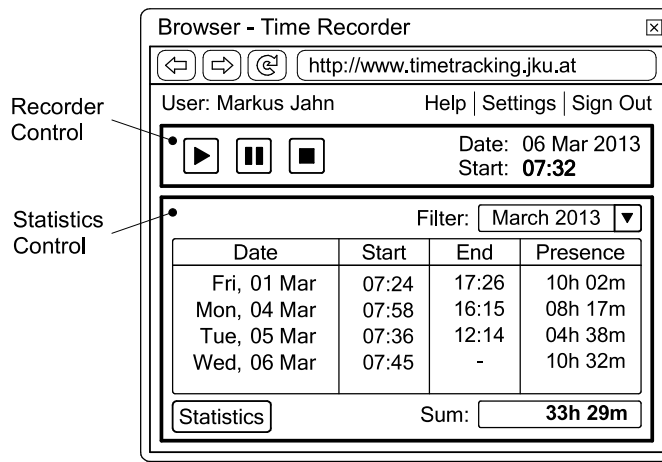 Browser - Time Recorder
http://www.timetracking.jku.at
User: Markus Jahn Help | Settings | Sign Out
Recorder
Control
Date: 06 Mar 2013
Start: 07:32
Statistics
Control
Filter: March 2013
Date Start End Presence
Fri, 01 Mar 07:24 17:26 10h 02m
Mon, 04 Mar 07:58 16:15 08h 17m
Tue, 05 Mar 07:36 12:14 04h 38m
Wed, 06 Mar 07:45 - 10h 32m
Statistics Sum: 33h 29m